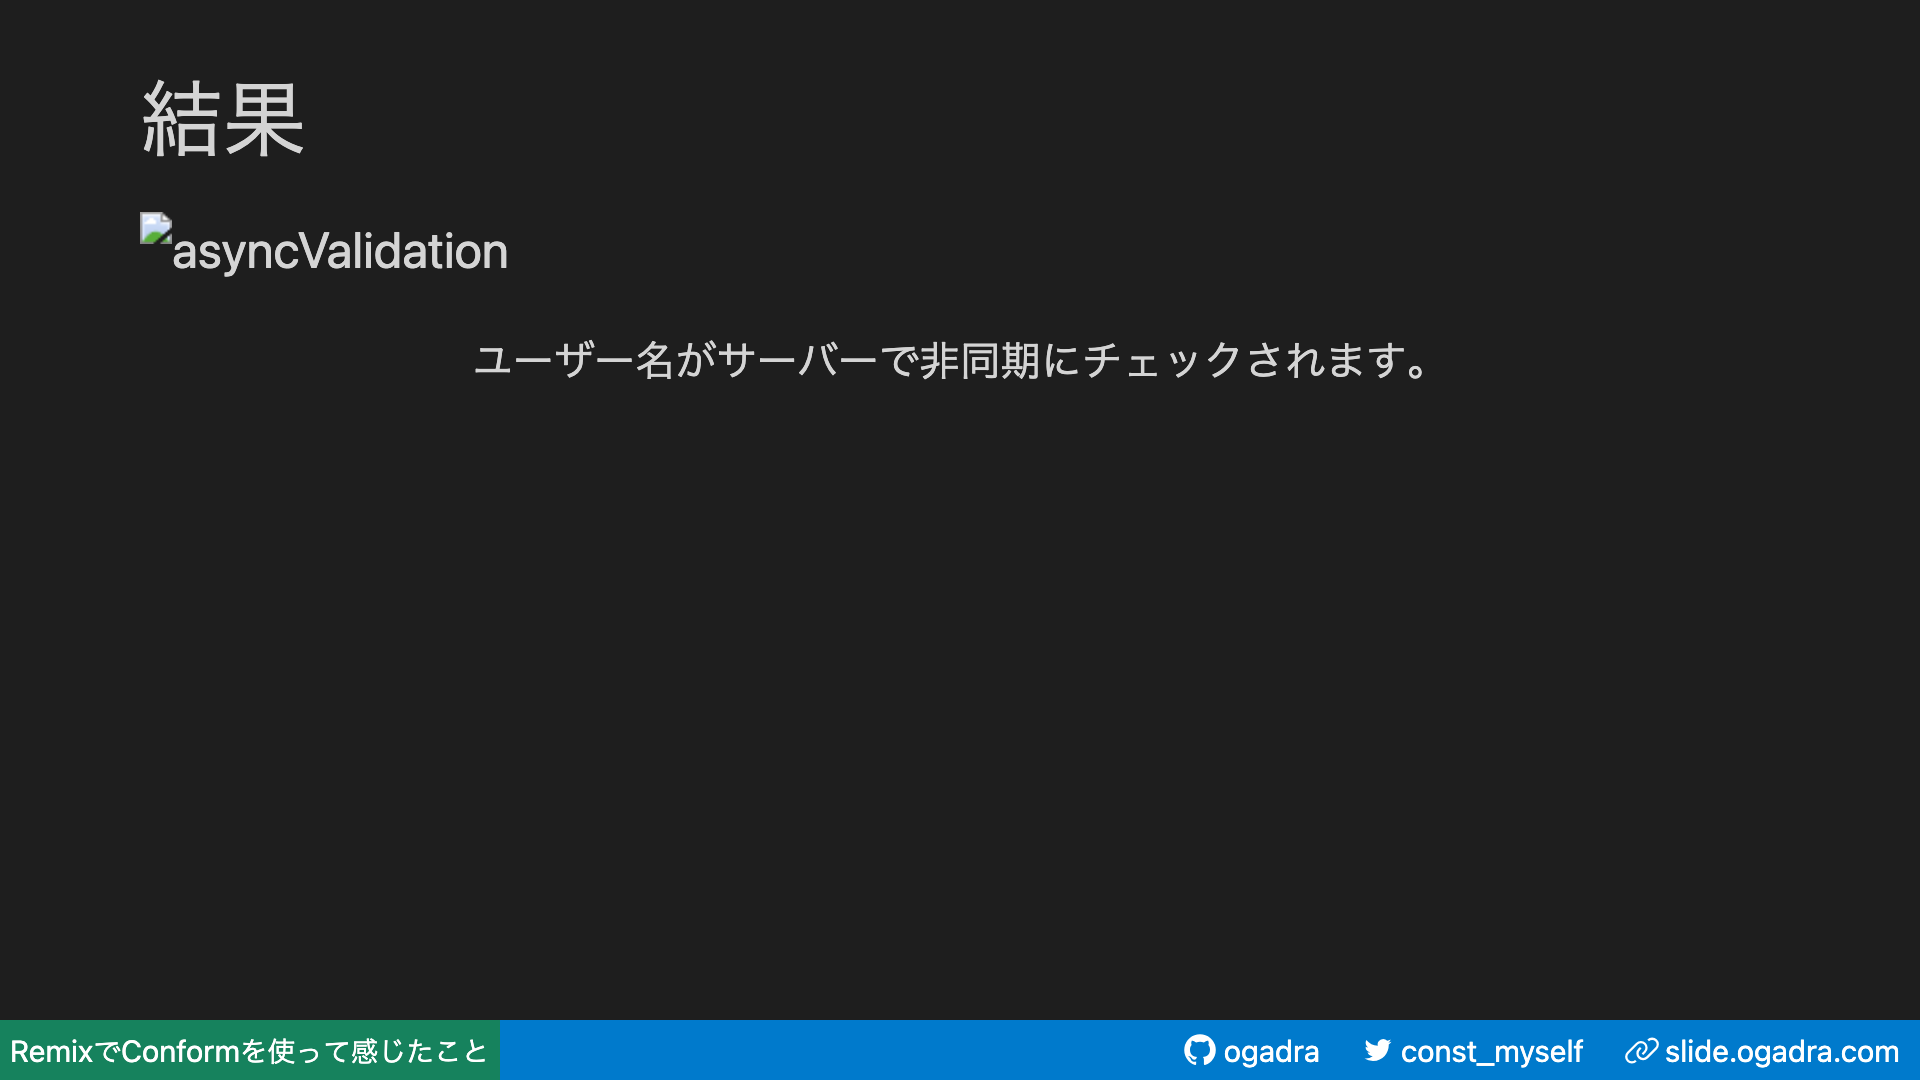 結果
asyncValidation
ユーザー名がサーバーで非同期にチェックされます。
RemixでConformを使って感じたこと
ogadra
const_myself
slide.ogadra.com